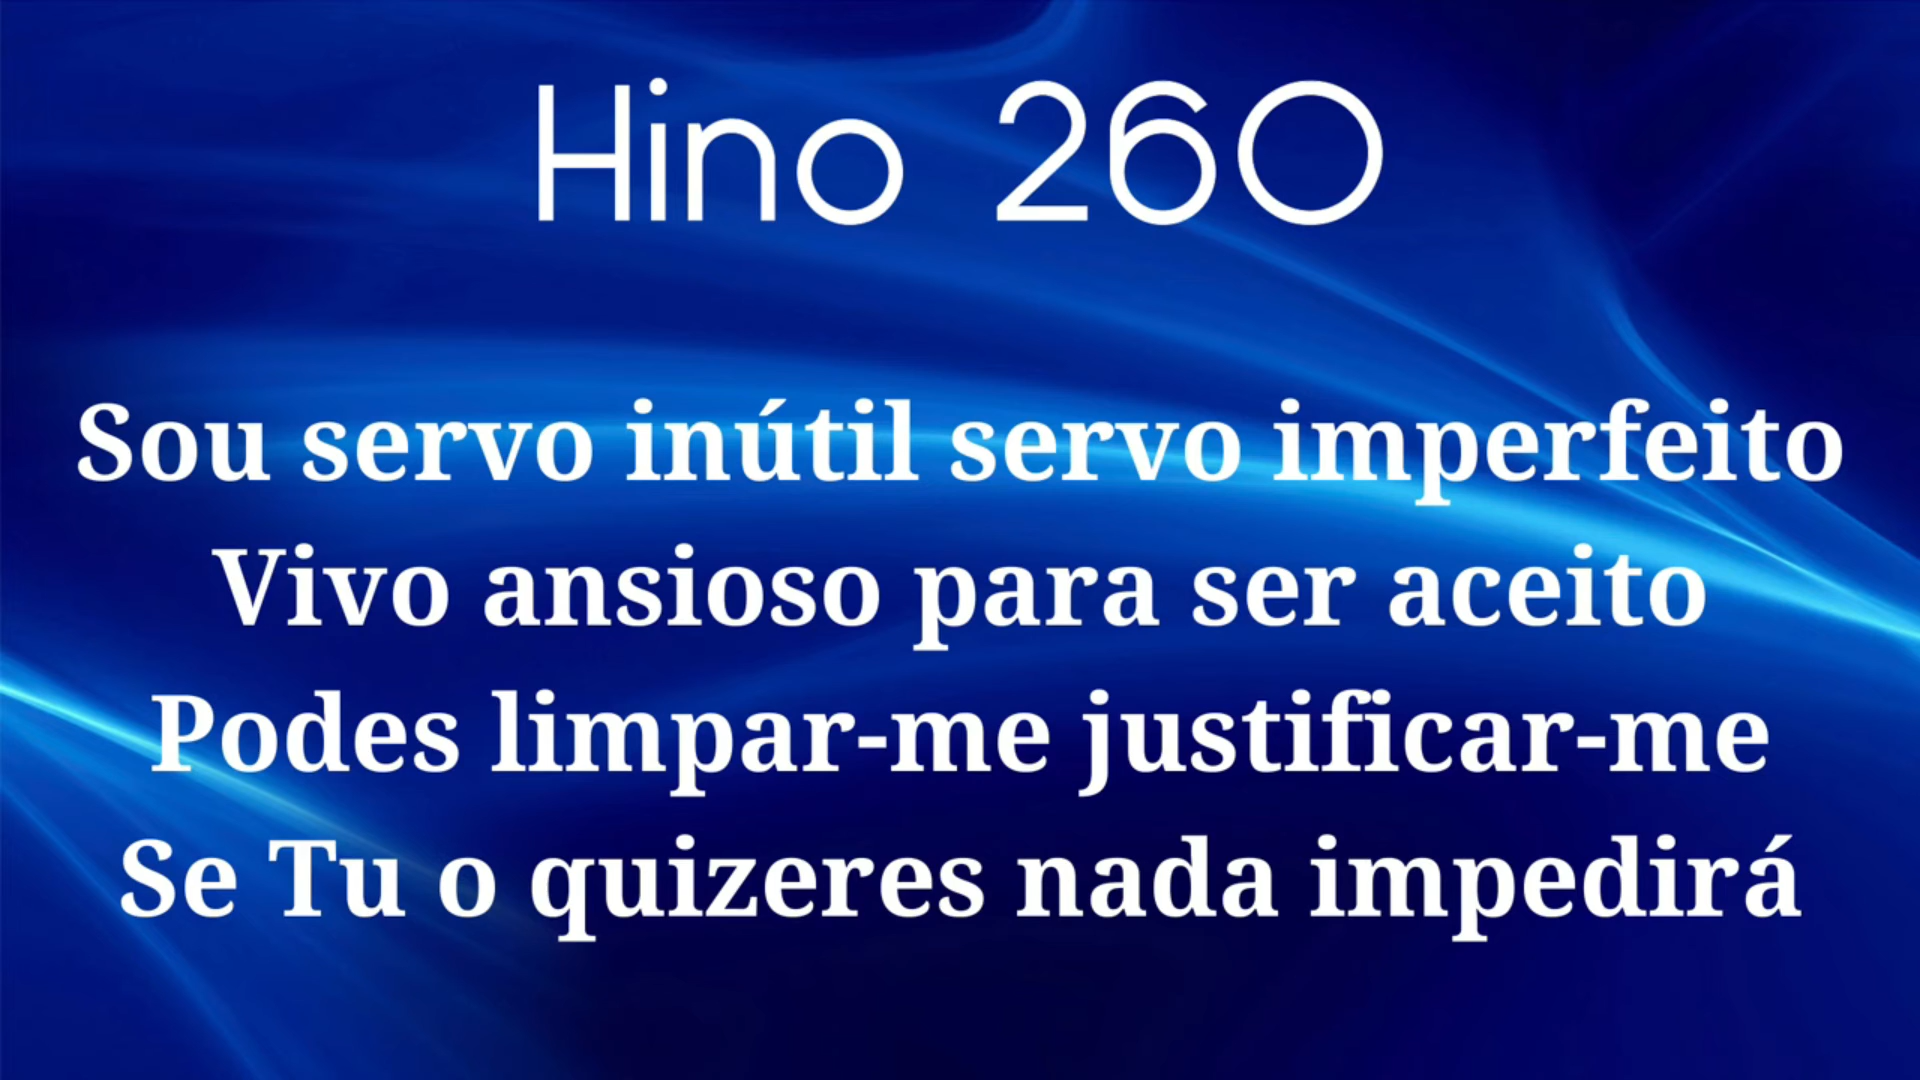 Hino 260
Sou servo inútil servo imperfeito
Vivo ansioso para ser aceito
Podes limpar-me justificar-me
Se Tu o quizeres nada impedirá